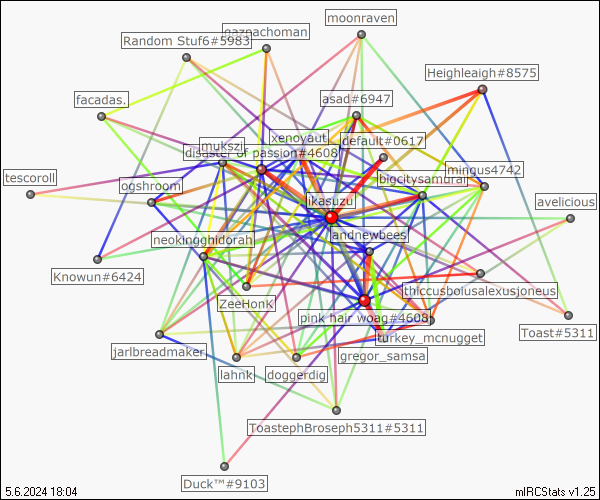 moonraven
gazpachoman
Random Stuf6#5983
Heighleaigh#8575
facadas.
asad#6947
xenoyaut
default#0617
mukszi
disaster of passion#4608
mingus4742
tescoroll
ogshroom
bigcitysamurai
ikasuzu
avelicious
landnewbees
neokingghidorah
Knowun#6424
thiccusboiusalexusjoneus
ZeeHonk
pink hair woag#4608
Toast#5311
turkey_mcnugget
jarlbreadmaker
gregor_samsa
lahnk
doggerdig
ToastephBroseph5311#5311
Duck™#9103
5.6.2024 18:04
mIRCStats v1.25